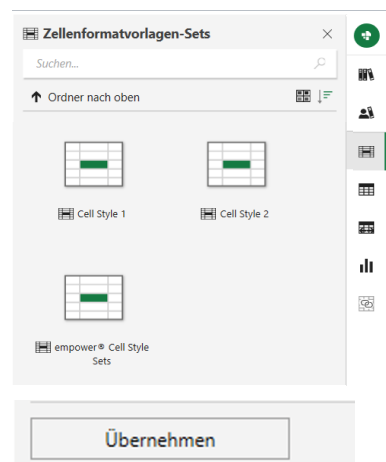 Zellenformatvorlagen-Sets
Suchen...
Ordner nach oben
Cell Style 1
Cell Style 2
empower® Cell Style
Sets
Übernehmen